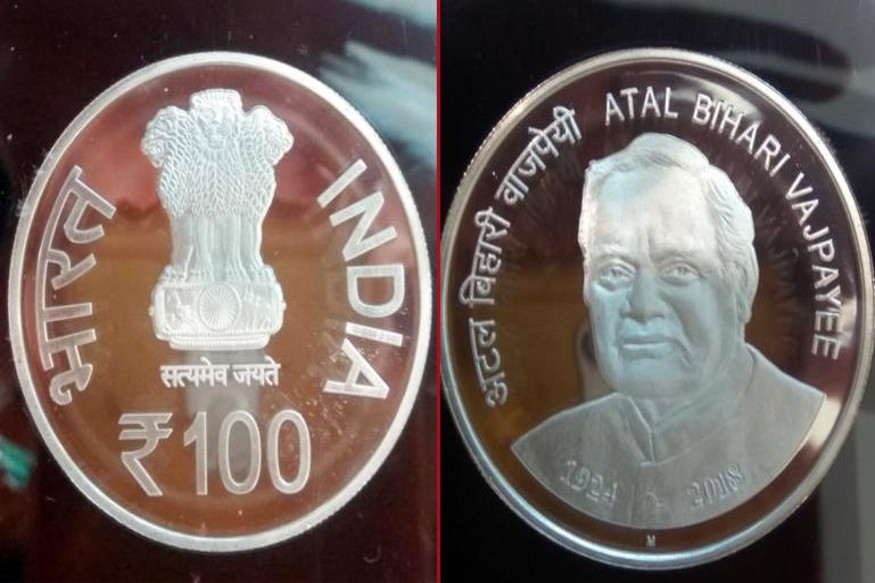 भारत
INDIA
सत्यमेव जयते
₹100
अटल बिहारी वाजपेयी
ATAL BIHARI VAJPAYEE
1924
2018
M